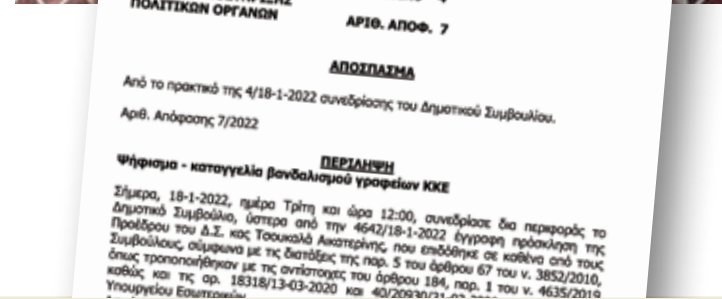 ΠΟΛΙΤΙΚΩΝ ΟΡΓΑΝΩΝ
ΑΡΙΘ. ΑΠΟΦ. 7
ΑΠΟΣΠΑΣΜΑ
Από το πρακτικό της 4/18-1-2022 συνεδρίασης του Δημοτικού Συμβουλίου.
Αριθ. Απόφασης 7/2022
ΠΕΡΙΛΗΨΗ
Ψήφισμα - καταγγελία βανδαλισμού γραφείων ΚΚΕ
Σήμερα, 18-1-2022, ημέρα Τρίτη και ώρα 12:00, συνεδρίασε δια περιφοράς το
Δημοτικό Συμβούλιο, ύστερα από την 4642/18-1-2022 έγγραφη πρόσκληση της
Προέδρου του Δ.Σ. κας Τσουκαλά Αικατερίνης, που επιδόθηκε σε καθένα από τους
Συμβούλους, σύμφωνα με τις διατάξεις της παρ. 5 του άρθρου 67 του ν. 3852/2010,
όπως τροποποιήθηκαν με τις αντίστοιχες του άρθρου 184, παρ. 1 του ν. 4635/2019
καθώς και τις αρ. 18318/13-03-2020 και
Υπουργείου Εσωτερικών